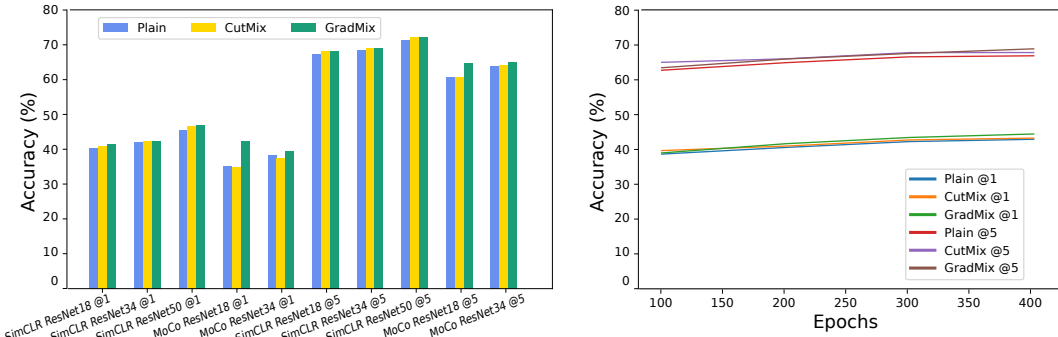 Plain CutMix GradMix
Accuracy (%)
80
70
60
50
40
30
20
10
0
SimCLR ResNet18 @1
SimCLR ResNet34 @1
SimCLR ResNet50 @1
MoCo ResNet18 @1
MoCo ResNet34 @1
SimCLR ResNet18 @5
SimCLR ResNet34 @5
SimCLR ResNet50 @5
MoCo ResNet18 @5
MoCo ResNet34 @5
Accuracy (%)
80
70
60
50
40
30
20
10
0
Plain @1
CutMix @1
GradMix @1
Plain @5
CutMix @5
GradMix @5
100 150 200 250 300 350 400
Epochs